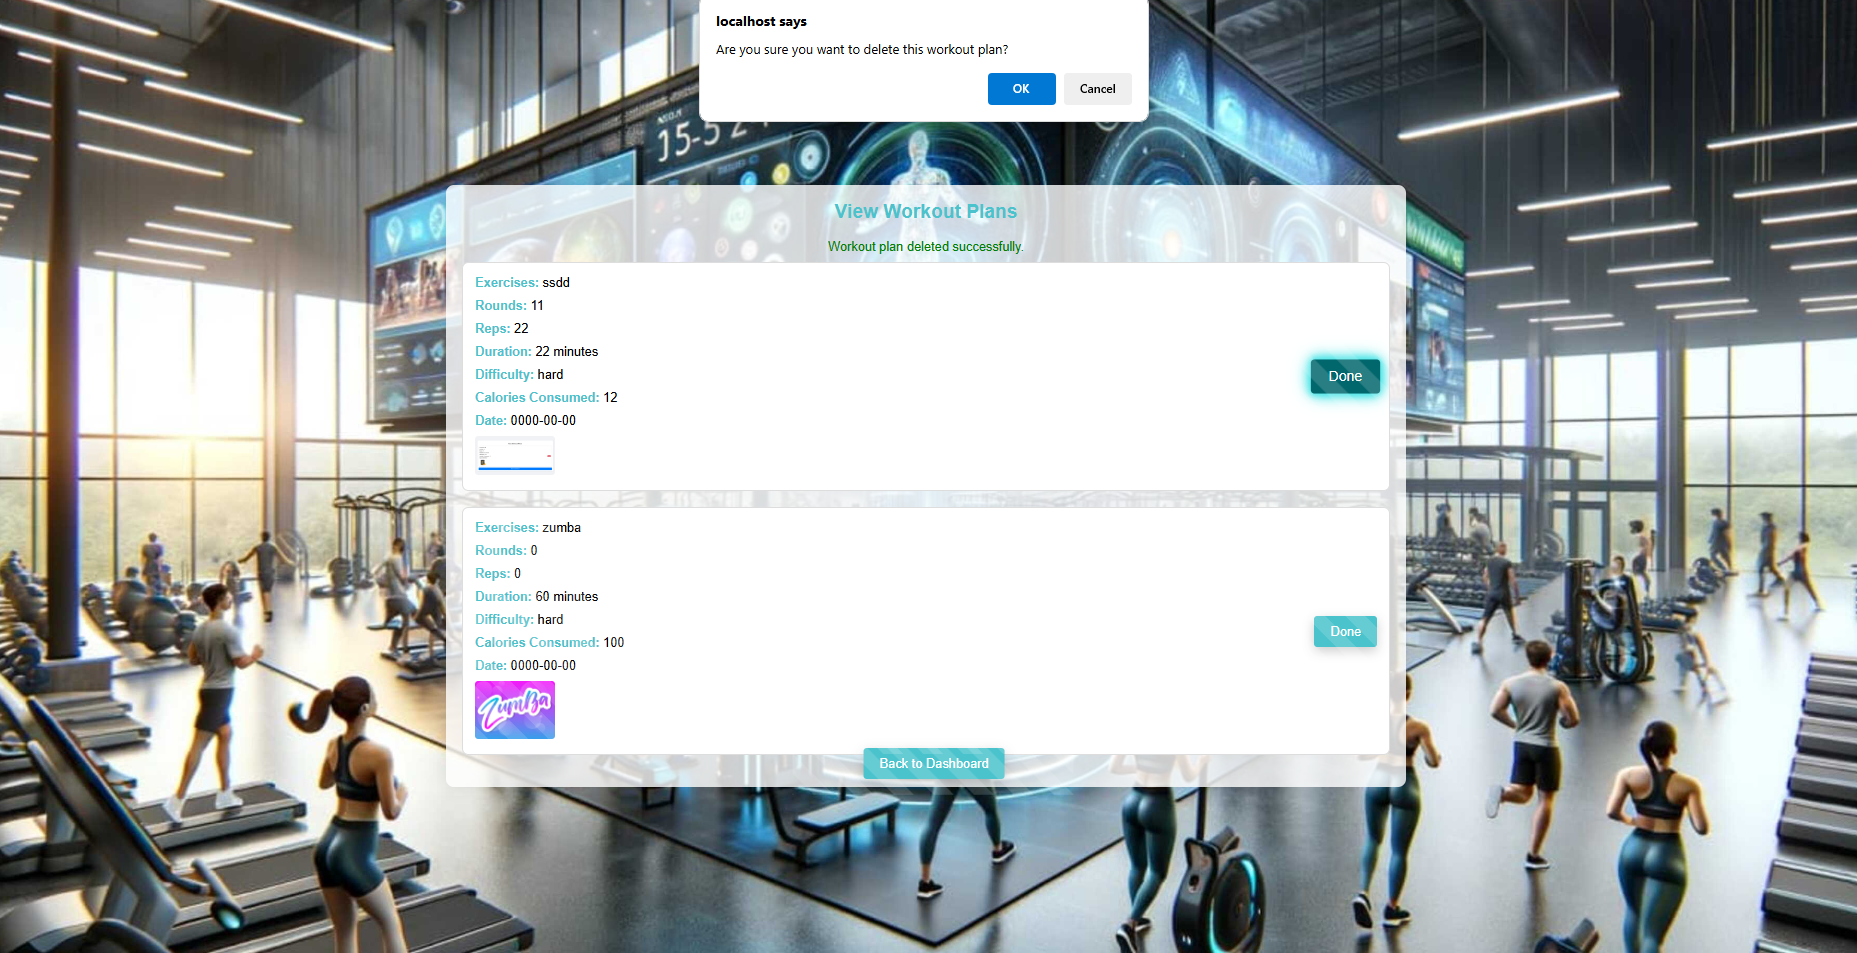 localhost says
Are you sure you want to delete this workout plan?
OK
Cancel
15-5
View Workout Plans
Workout plan deleted successfully.
Exercises: ssdd
Rounds: 11
Reps: 22
Duration: 22 minutes
Difficulty: hard
Calories Consumed: 12
Date: 0000-00-00
Done
Exercises: zumba
Rounds: 0
Reps: 0
Duration: 60 minutes
Difficulty: hard
Calories Consumed: 100
Date: 0000-00-00
Zumba
Done
Back to Dashboard